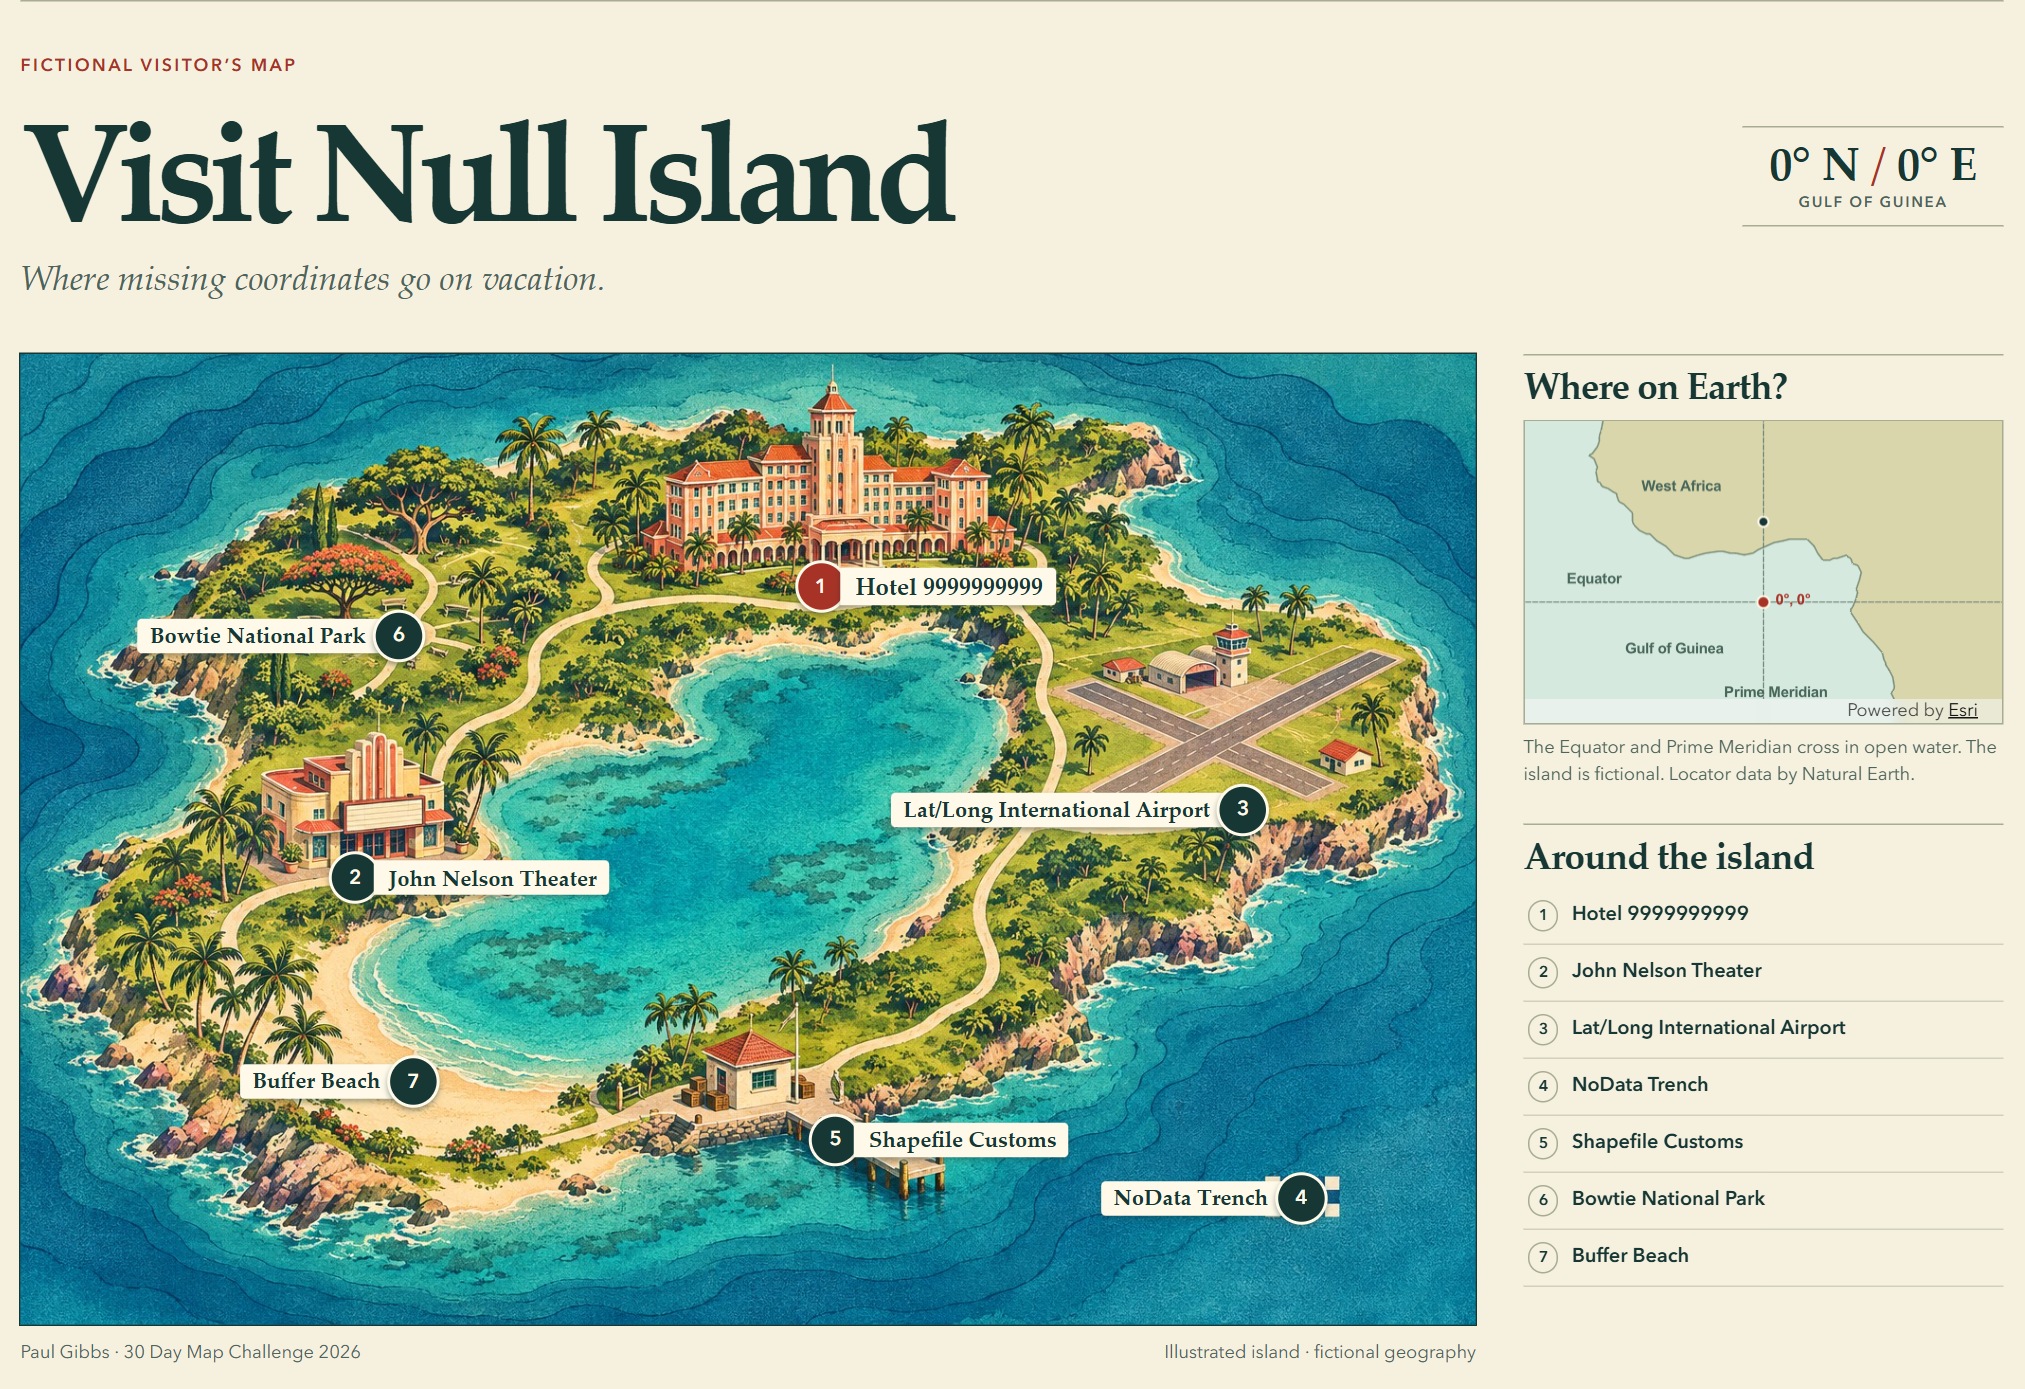 FICTIONAL VISITOR'S MAP
Visit Null Island
Where missing coordinates go on vacation.
0° N / 0° E
GULF OF GUINEA
1 Hotel 9999999999
Bowtie National Park 6
Lat/Long International Airport 3
2 John Nelson Theater
Buffer Beach 7
5 Shapefile Customs
NoData Trench 4
Paul Gibbs · 30 Day Map Challenge 2026
Illustrated island · fictional geography
Where on Earth?
West Africa
Equator
0°, 0°
Gulf of Guinea
Prime Meridian
Powered by Esri
The Equator and Prime Meridian cross in open water. The
island is fictional. Locator data by Natural Earth.
Around the island
1 Hotel 9999999999
2 John Nelson Theater
3 Lat/Long International Airport
4 NoData Trench
5 Shapefile Customs
6 Bowtie National Park
7 Buffer Beach